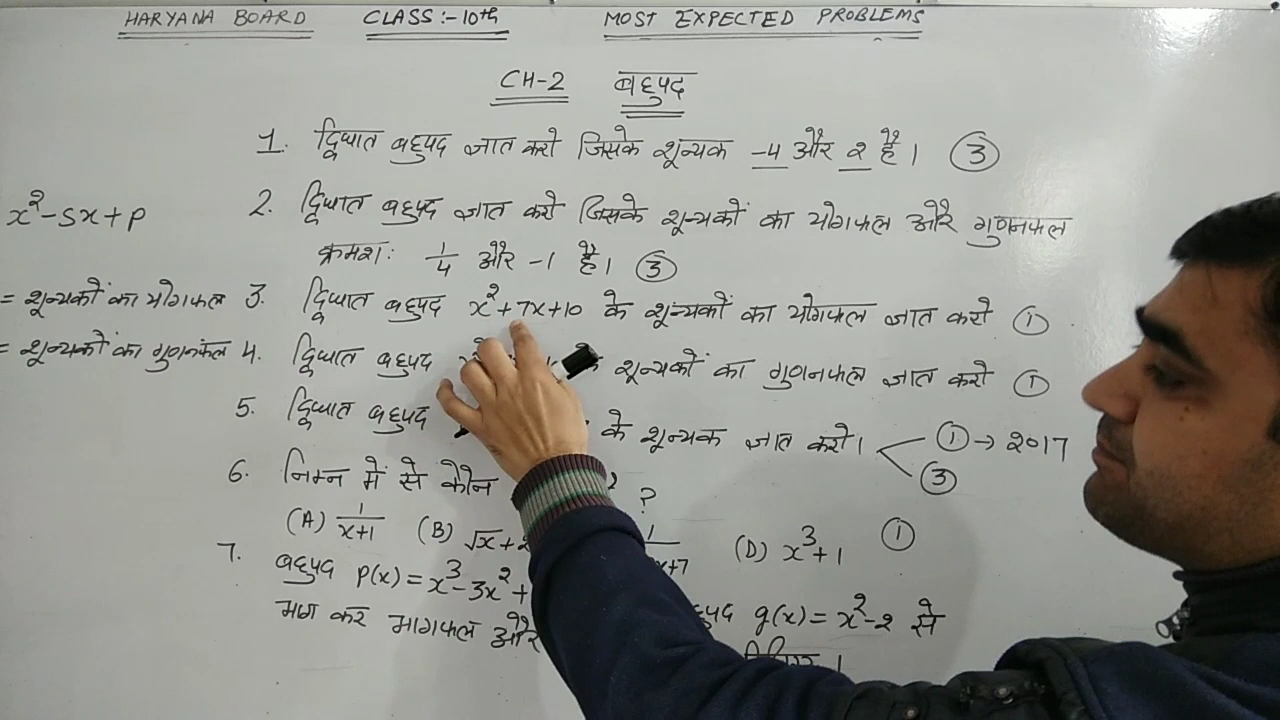 HARYANA BOARD CLASS:-10th MOST EXPECTED PROBLEMS
CH-2 बहुपद
1. द्विघात बहुपद ज्ञात करो जिसके शून्यक -4 और 2 है। ③
x²-Sx+P
2. द्विघात बहुपद ज्ञात करो जिसके शून्यकों का योगफल और गुणनफल
क्रमशः 1/4 और -1 है। ③
= शून्यकों का योगफल
3. द्विघात बहुपद x²+7x+10 के शून्यकों का योगफल ज्ञात करो ①
= शून्यकों का गुणनफल
4. द्विघात बहुपद के शून्यकों का गुणनफल ज्ञात करो ①
5. द्विघात बहुपद के शून्यक ज्ञात करो। ①→2017
③
6. निम्न में से कौन ?
(A) 1/(x+1) (B) √x+2 (D) x³+1 ①
7. बहुपद p(x)=x³-3x²+ g(x)=x²-2 से
भाग कर भागफल और